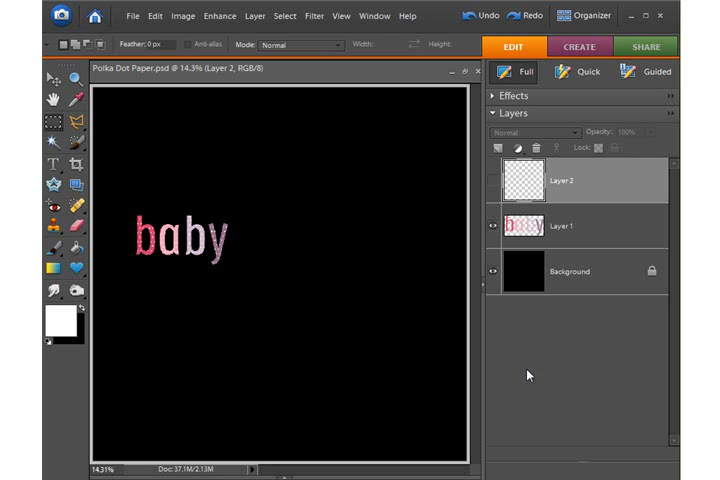 File Edit Image Enhance Layer Select Filter View Window Help Undo Redo Organizer
Feather: 0 px Anti-alias Mode: Normal Width: Height: EDIT CREATE SHARE
Polka Dot Paper.psd @ 14.3% (Layer 2, RGB/8) Full Quick Guided
Effects
Layers
Normal Opacity: 100%
Lock:
Layer 2
baby
baby Layer 1
Background
14.31% Doc: 37.1M/2.13M